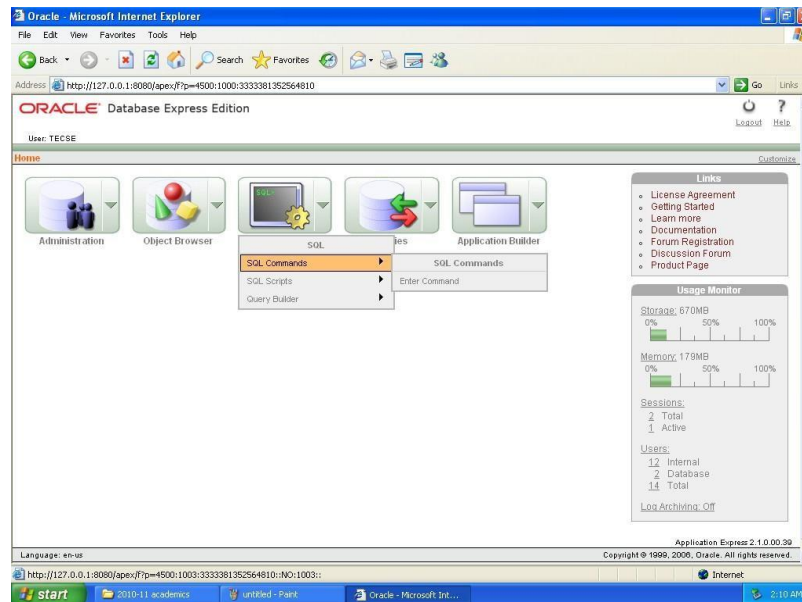 Oracle - Microsoft Internet Explorer
File Edit View Favorites Tools Help
Back Search Favorites
Address http://127.0.0.1:8080/apex/f?p=4500:1000:3333381352564810 Go Links
ORACLE Database Express Edition
Logout Help
User: TECSE
Home Customize
SQL>
Administration Object Browser ies Application Builder
SQL
SQL Commands SQL Commands
SQL Scripts Enter Command
Query Builder
Links
License Agreement
Getting Started
Learn more
Documentation
Forum Registration
Discussion Forum
Product Page
Usage Monitor
Storage: 670MB
0% 50% 100%
Memory: 179MB
0% 50% 100%
Sessions:
2 Total
1 Active
Users:
12 Internal
2 Database
14 Total
Log Archiving: Off
Application Express 2.1.0.00.39
Language: en-us Copyright © 1999, 2006, Oracle. All rights reserved.
http://127.0.0.1:8080/apex/f?p=4500:1003:3333381352564810::NO:1003:: Internet
start 2010-11 academics untitled - Paint Oracle - Microsoft Int... 2:10 AM